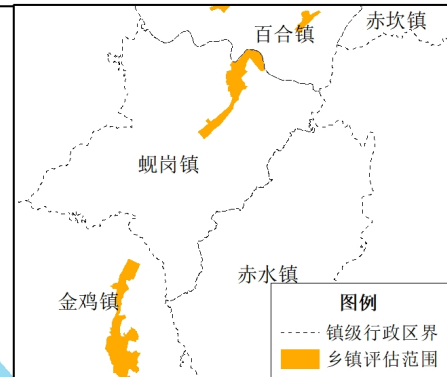 赤坎镇
百合镇
蚬岗镇
赤水镇
金鸡镇
图例
镇级行政区界
乡镇评估范围